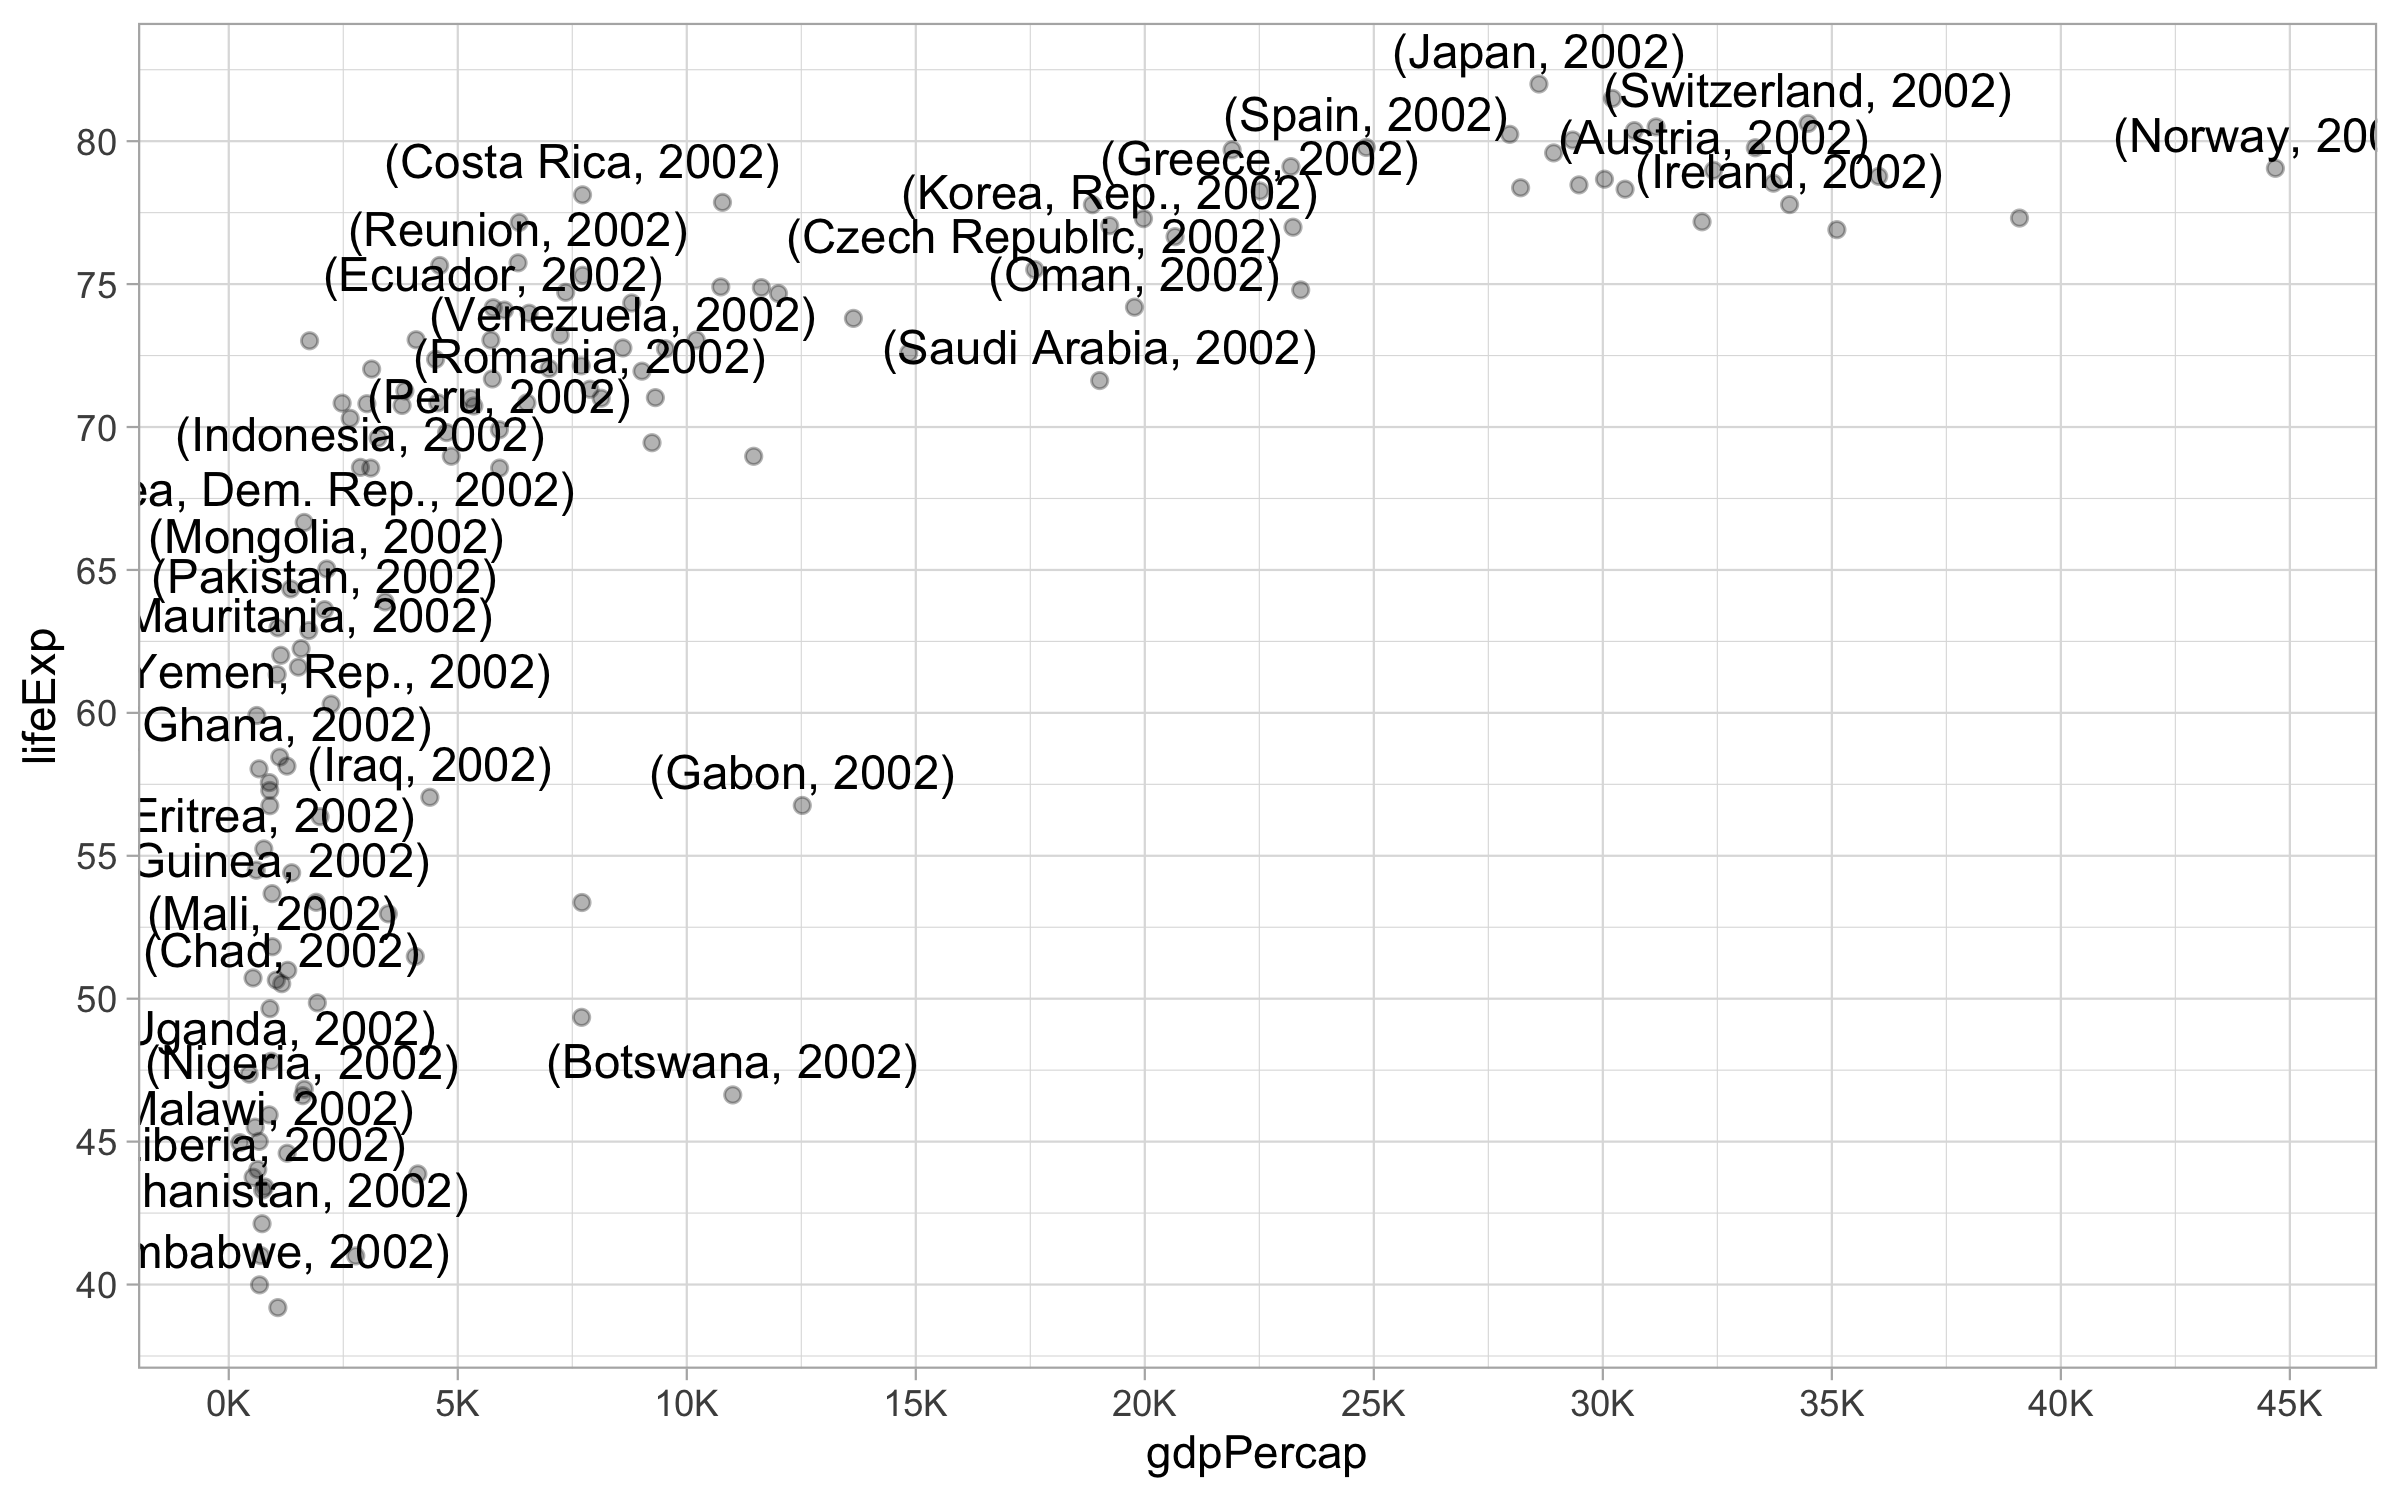 (Japan, 2002)
(Switzerland, 2002)
(Spain, 2002)
(Austria, 2002)
(Norway, 200
(Costa Rica, 2002)
(Greece, 2002)
(Ireland, 2002)
(Korea, Rep., 2002)
(Reunion, 2002)
(Czech Republic, 2002)
(Ecuador, 2002)
(Oman, 2002)
(Venezuela, 2002)
(Saudi Arabia, 2002)
(Romania, 2002)
(Peru, 2002)
(Indonesia, 2002)
ea, Dem. Rep., 2002)
(Mongolia, 2002)
(Pakistan, 2002)
Mauritania, 2002)
Yemen, Rep., 2002)
Ghana, 2002)
(Iraq, 2002)
(Gabon, 2002)
Eritrea, 2002)
Guinea, 2002)
(Mali, 2002)
(Chad, 2002)
Uganda, 2002)
(Nigeria, 2002)
(Botswana, 2002)
Malawi, 2002)
iberia, 2002)
hanistan, 2002)
mbabwe, 2002)
80
75
70
65
60
55
50
45
40
lifeExp
0K 5K 10K 15K 20K 25K 30K 35K 40K 45K
gdpPercap